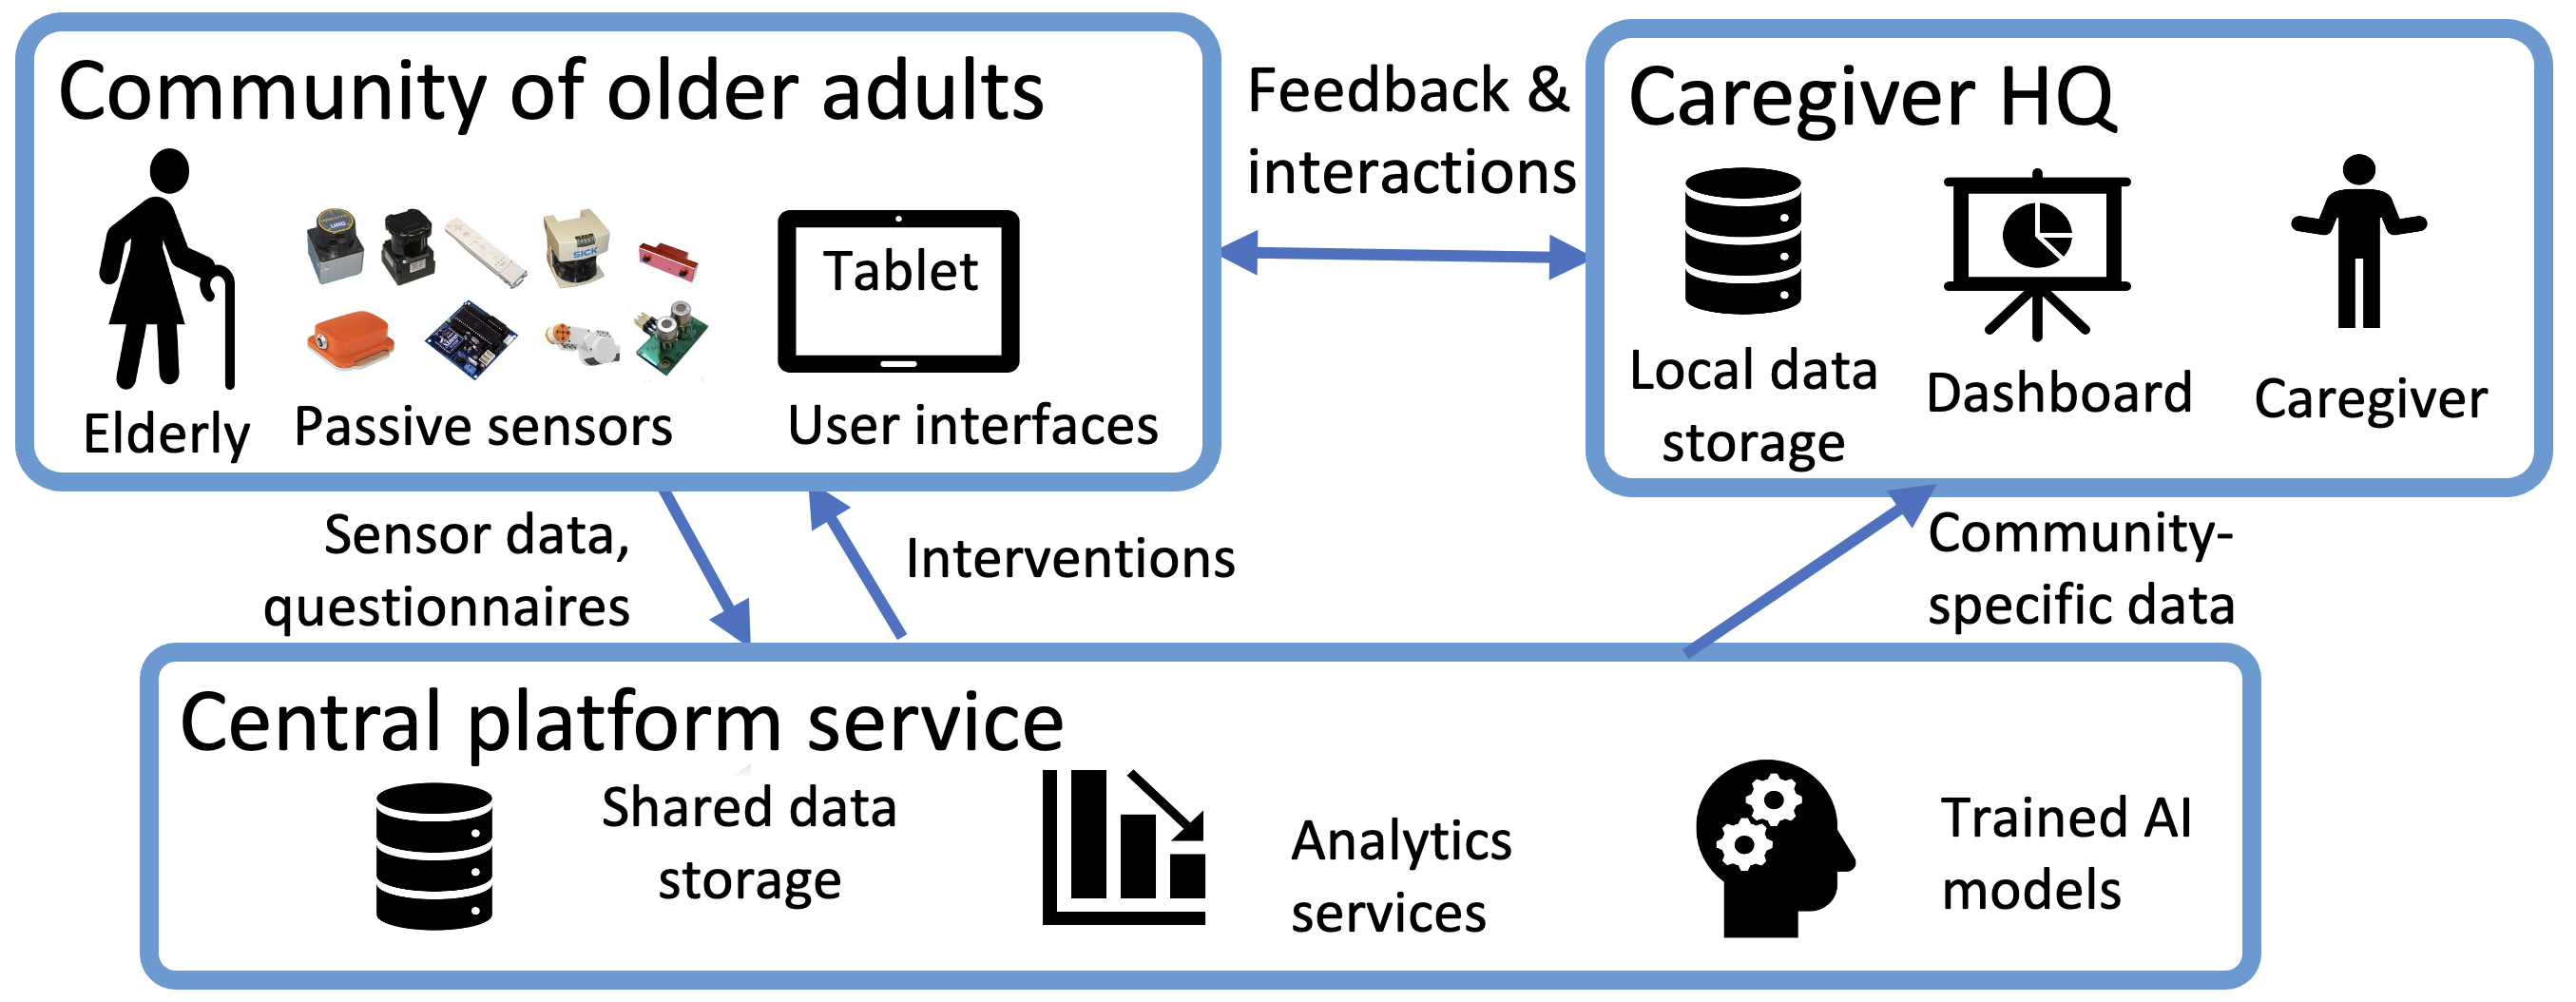 Community of older adults
Tablet
SICK
Elderly
Passive sensors
User interfaces
Feedback &
interactions
Caregiver HQ
Local data
storage
Dashboard
Caregiver
Sensor data,
questionnaires
Interventions
Community-
specific data
Central platform service
Shared data
storage
Analytics
services
Trained AI
models